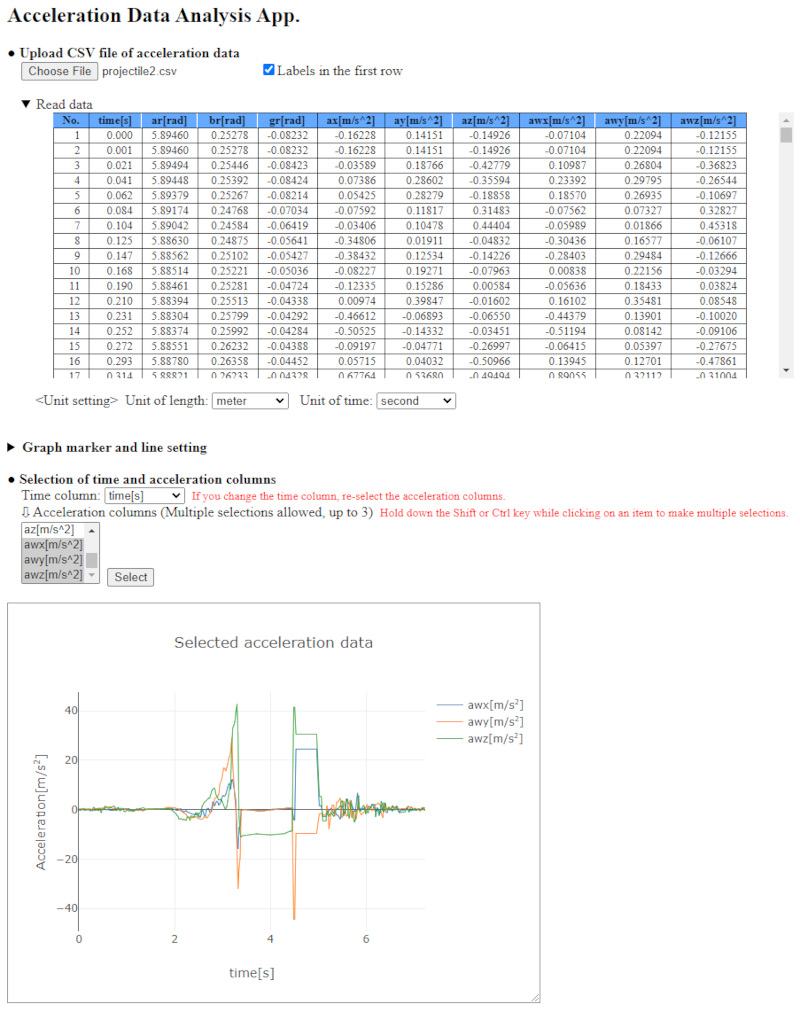 Acceleration Data Analysis App.
● Upload CSV file of acceleration data
Choose File projectile2.csv Labels in the first row
▼ Read data
No. time[s] ar[rad] br[rad] gr[rad] ax[m/s^2] ay[m/s^2] az[m/s^2] awx[m/s^2] awy[m/s^2] awz[m/s^2]
1 0.000 5.89460 0.25278 -0.08232 -0.16228 0.14151 -0.14926 -0.07104 0.22094 -0.12155
2 0.001 5.89460 0.25278 -0.08232 -0.16228 0.14151 -0.14926 -0.07104 0.22094 -0.12155
3 0.021 5.89494 0.25446 -0.08423 -0.03589 0.18766 -0.42779 0.10987 0.26804 -0.36823
4 0.041 5.89448 0.25392 -0.08424 0.07386 0.28602 -0.35594 0.23392 0.29795 -0.26544
5 0.062 5.89379 0.25267 -0.08214 0.05425 0.28279 -0.18858 0.18570 0.26935 -0.10697
6 0.084 5.89174 0.24768 -0.07034 -0.07592 0.11817 0.31483 -0.07562 0.07327 0.32827
7 0.104 5.89042 0.24584 -0.06419 -0.03406 0.10478 0.44404 -0.05989 0.01866 0.45318
8 0.125 5.88630 0.24875 -0.05641 -0.34806 0.01911 -0.04832 -0.30436 0.16577 -0.06107
9 0.147 5.88562 0.25102 -0.05427 -0.38432 0.12534 -0.14226 -0.28403 0.29484 -0.12666
10 0.168 5.88514 0.25221 -0.05036 -0.08227 0.19271 -0.07963 0.00838 0.22156 -0.03294
11 0.190 5.88461 0.25281 -0.04724 -0.12335 0.15286 0.00584 -0.05636 0.18433 0.03824
12 0.210 5.88394 0.25513 -0.04338 0.00974 0.39847 -0.01602 0.16102 0.35481 0.08548
13 0.231 5.88304 0.25799 -0.04292 -0.46612 -0.06893 -0.06550 -0.44379 0.13901 -0.10020
14 0.252 5.88374 0.25992 -0.04284 -0.50525 -0.14332 -0.03451 -0.51194 0.08142 -0.09106
15 0.272 5.88551 0.26232 -0.04388 -0.09197 -0.04771 -0.26997 -0.06415 0.05397 -0.27675
16 0.293 5.88780 0.26358 -0.04452 0.05715 0.04032 -0.50966 0.13945 0.12701 -0.47861
17 0.314 5.88821 0.26233 -0.04328 0.67764 0.53680 -0.49494 0.89055 0.32112 -0.31004
<Unit setting> Unit of length: meter Unit of time: second
▶ Graph marker and line setting
● Selection of time and acceleration columns
Time column: time[s] If you change the time column, re-select the acceleration columns.
⇩ Acceleration columns (Multiple selections allowed, up to 3) Hold down the Shift or Ctrl key while clicking on an item to make multiple selections.
az[m/s^2]
awx[m/s^2]
awy[m/s^2]
awz[m/s^2] Select
Selected acceleration data
awx[m/s²]
awy[m/s²]
awz[m/s²]
Acceleration[m/s²]
40
20
0
−20
−40
0 2 4 6
time[s]